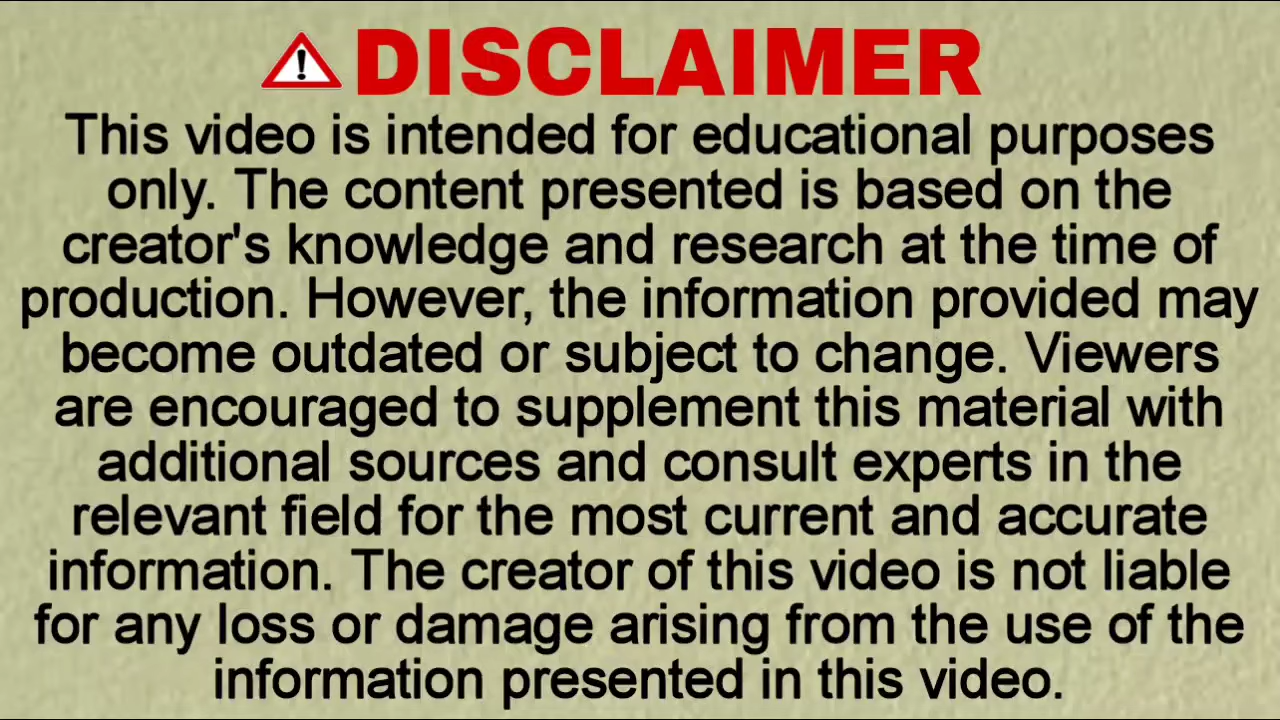 DISCLAIMER
This video is intended for educational purposes
only. The content presented is based on the
creator's knowledge and research at the time of
production. However, the information provided may
become outdated or subject to change. Viewers
are encouraged to supplement this material with
additional sources and consult experts in the
relevant field for the most current and accurate
information. The creator of this video is not liable
for any loss or damage arising from the use of the
information presented in this video.